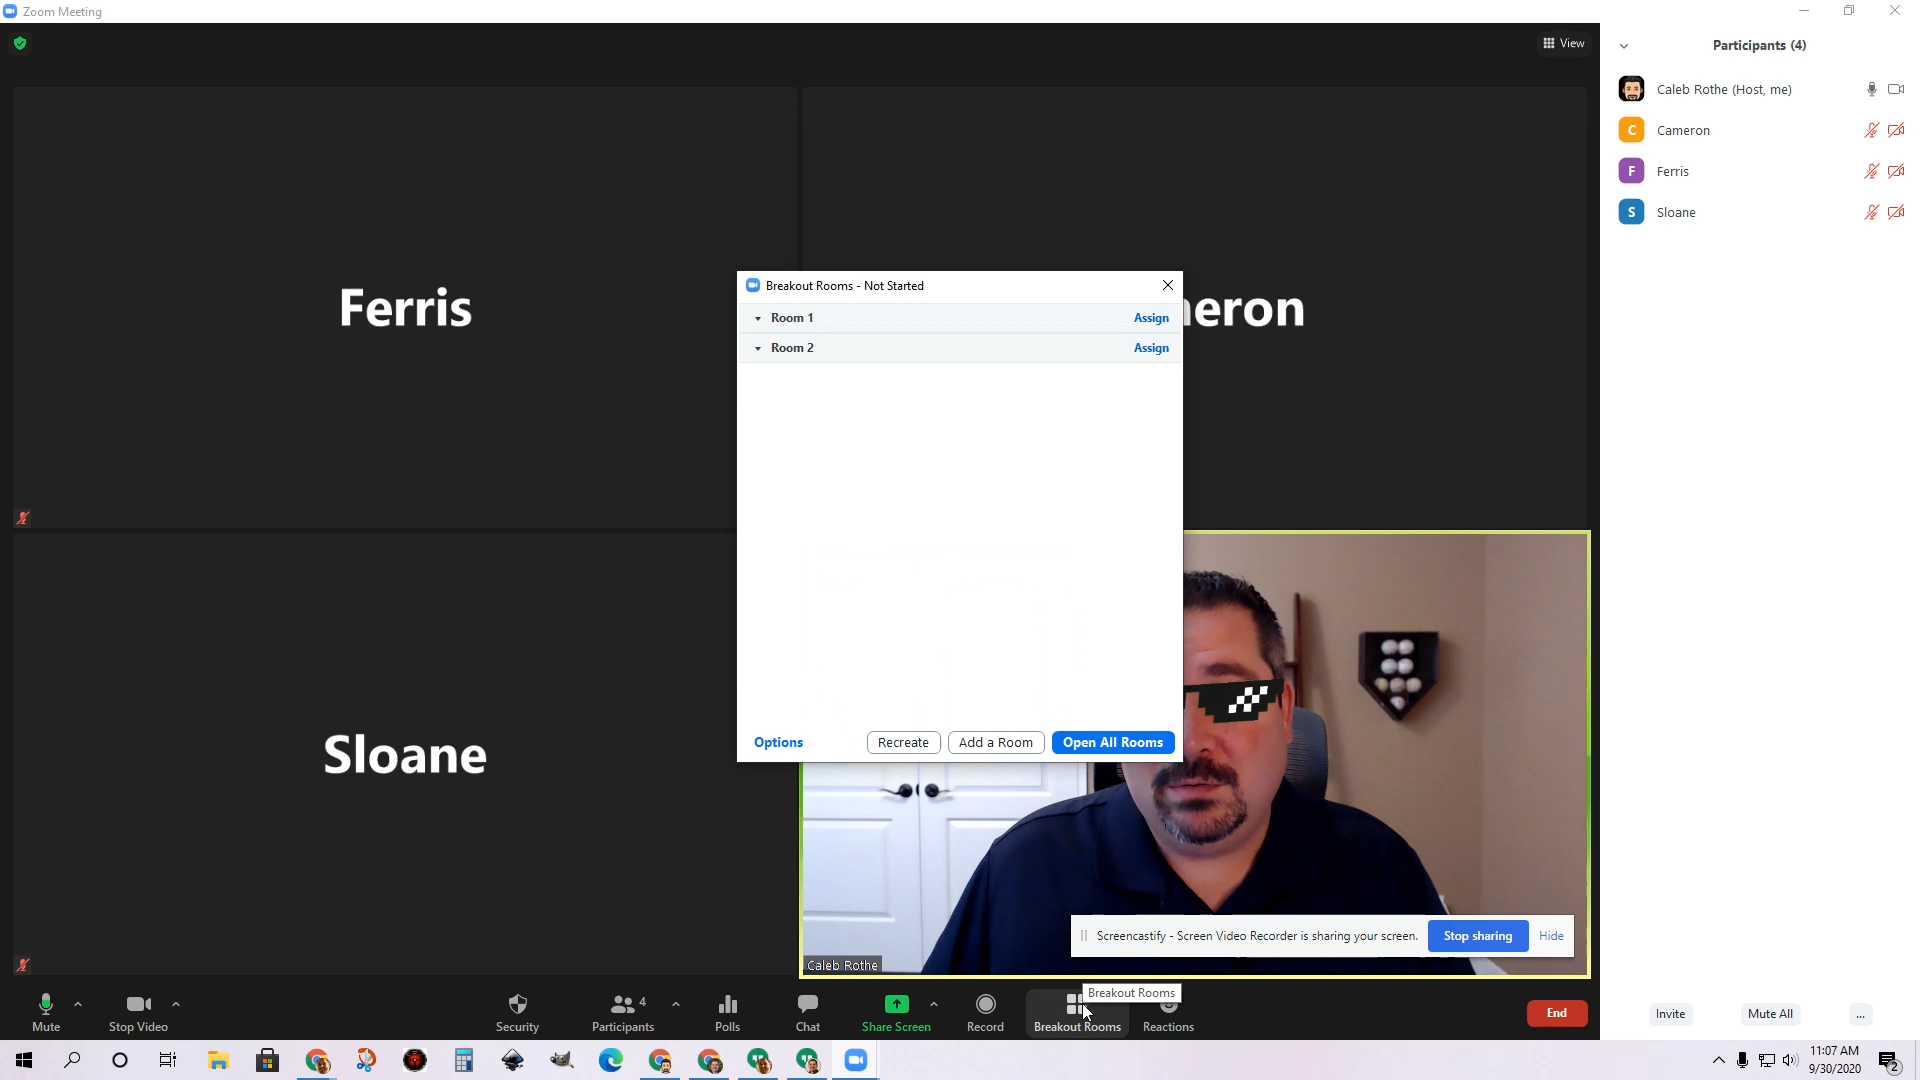 Zoom Meeting
View
Participants (4)
Caleb Rothe (Host, me)
C Cameron
F Ferris
S Sloane
Ferris
eron
Breakout Rooms - Not Started
Room 1 Assign
Room 2 Assign
Options Recreate Add a Room Open All Rooms
Sloane
Screencastify - Screen Video Recorder is sharing your screen. Stop sharing Hide
Caleb Rothe
Breakout Rooms
4
Mute Stop Video Security Participants Polls Chat Share Screen Record Breakout Rooms Reactions
End
Invite Mute All ...
11:07 AM
9/30/2020
2